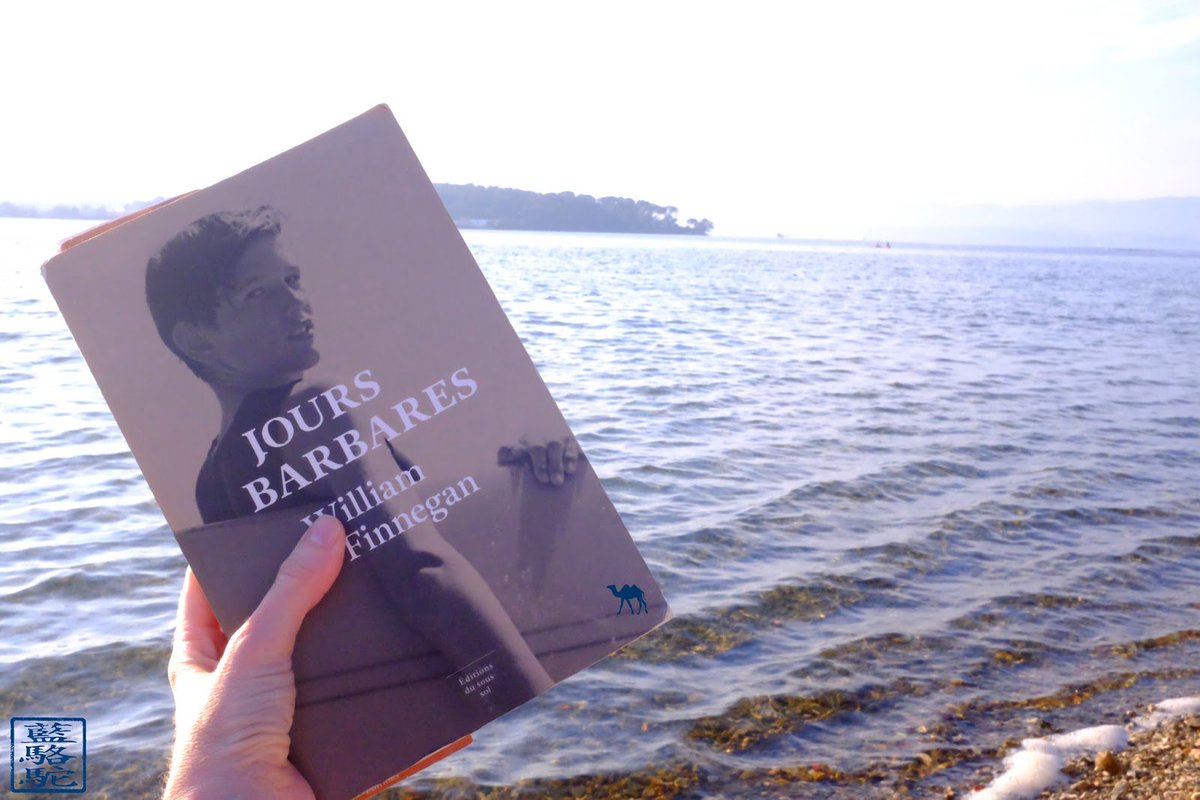 JOURS
BARBARES
William
Finnegan
Éditions
du sous
sol
藍
駱
駝